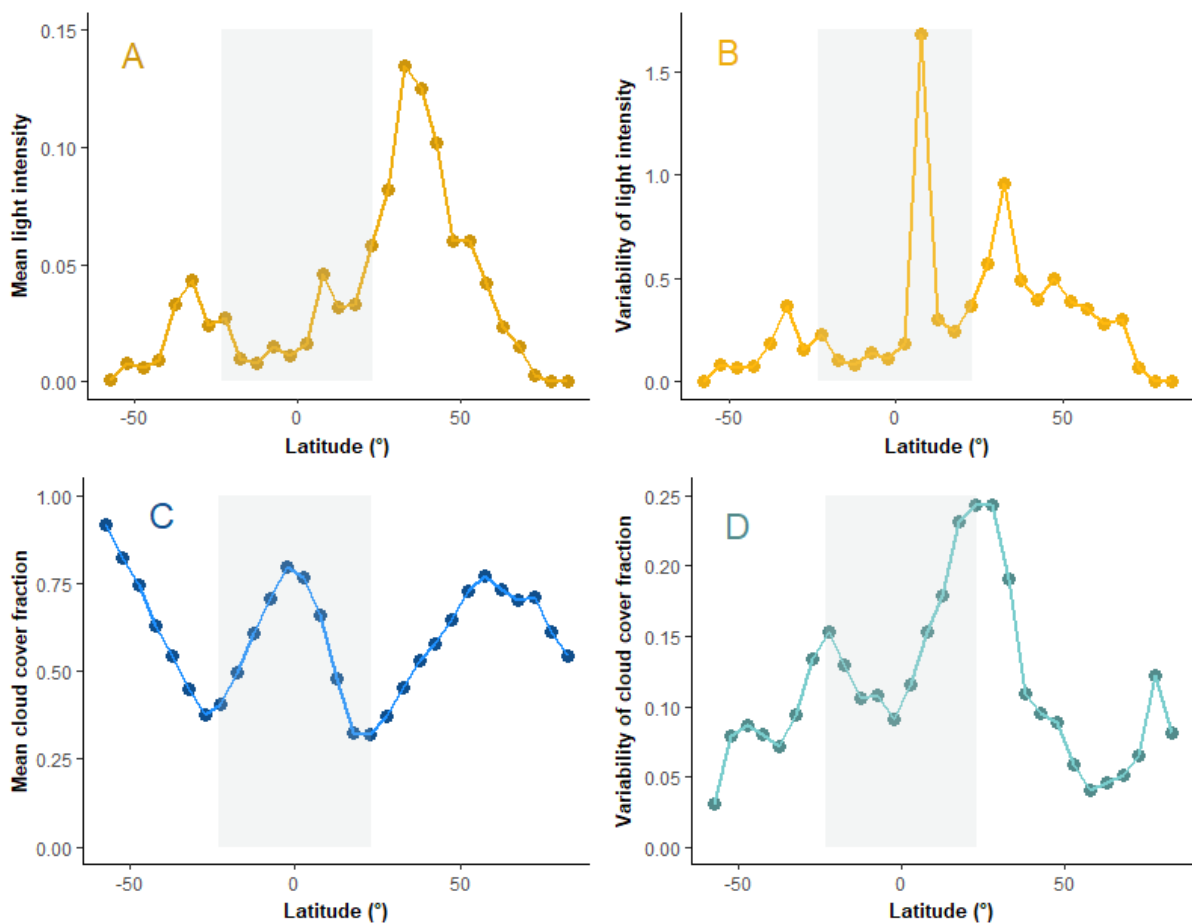 A
Mean light intensity
0.15
0.10
0.05
0.00
-50 0 50
Latitude (°)
B
Variability of light intensity
1.5
1.0
0.5
0.0
-50 0 50
Latitude (°)
C
Mean cloud cover fraction
1.00
0.75
0.50
0.25
0.00
-50 0 50
Latitude (°)
D
Variability of cloud cover fraction
0.25
0.20
0.15
0.10
0.05
0.00
-50 0 50
Latitude (°)